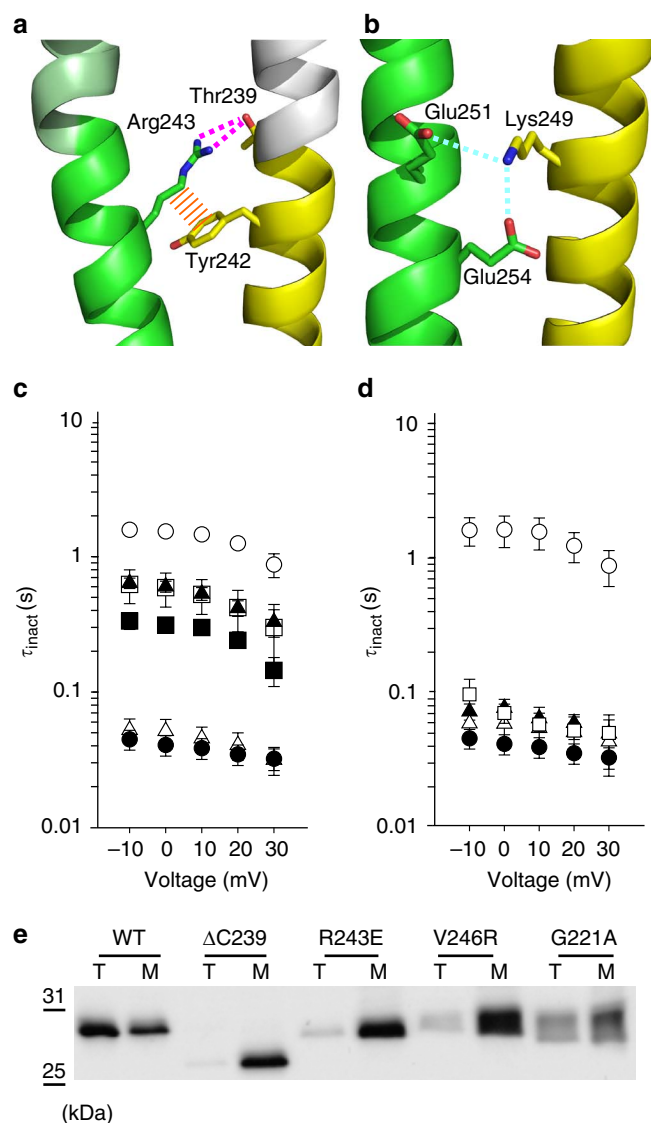 a
b
Thr239
Arg243
Tyr242
Glu251
Lys249
Glu254
c
d
10
1
0.1
0.01
τinact (s)
–10 0 10 20 30
Voltage (mV)
10
1
0.1
0.01
τinact (s)
–10 0 10 20 30
Voltage (mV)
e
WT ΔC239 R243E V246R G221A
T M T M T M T M T M
31
25
(kDa)